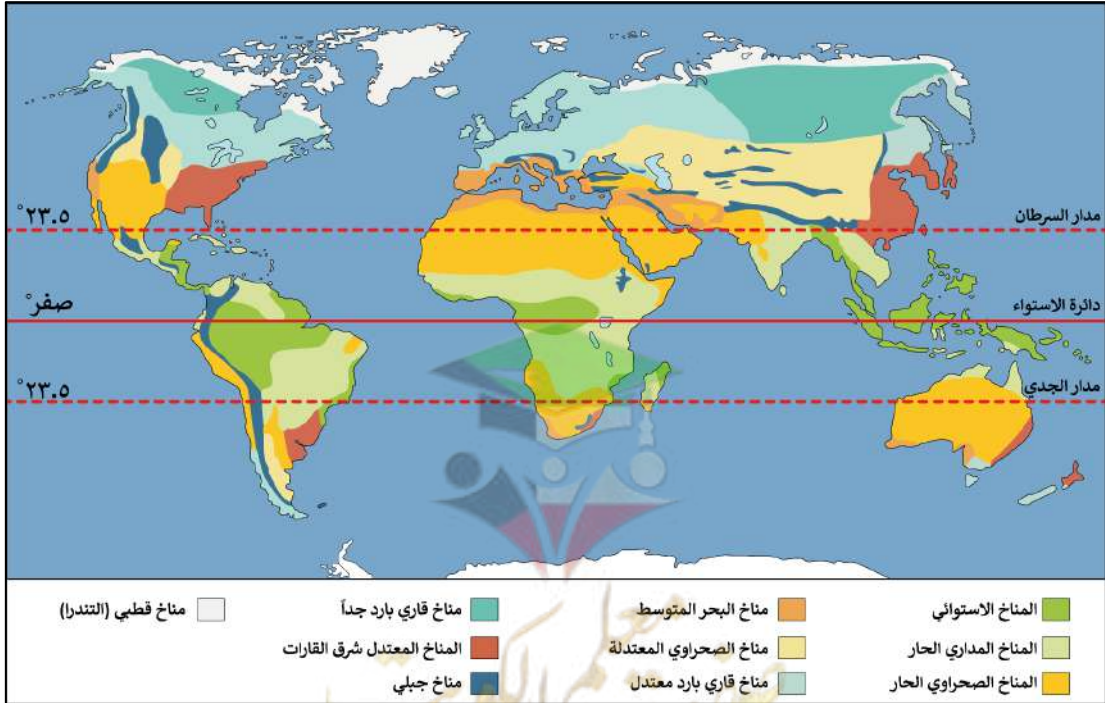 °٢٣.٥ مدار السرطان
صفر° دائرة الاستواء
°٢٣.٥ مدار الجدي
المناخ الاستوائي مناخ البحر المتوسط مناخ قاري بارد جداً مناخ قطبي (التندرا)
المناخ المداري الحار مناخ الصحراوي المعتدلة المناخ المعتدل شرق القارات
المناخ الصحراوي الحار مناخ قاري بارد معتدل مناخ جبلي
معلم الكويت